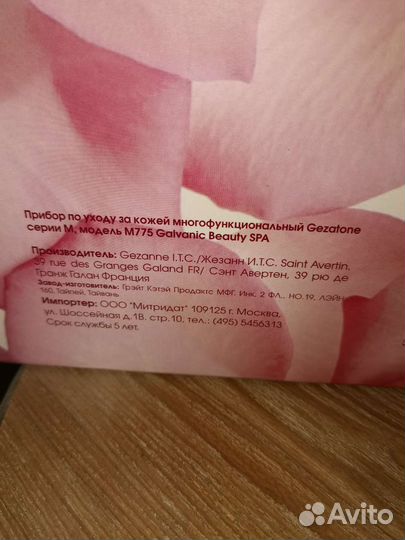 Прибор по уходу за кожей многофункциональный Gezatone
серии М, модель М775 Galvanic Beauty SPA
Производитель: Gezanne I.T.C./Жезанн И.Т.С. Saint Avertin,
39 rue des Granges Galand FR/ Сэнт Авертен, 39 рю де
Гранж Галан Франция
Завод-изготовитель: Грэйт Кэтэй Продактс МФГ. Инк. 2 ФЛ., НО.19, ЛЭЙН
160, Тайпей, Тайвань
Импортер: ООО "Митридат" 109125 г. Москва,
ул. Шоссейная д.1В, стр.10, тел.: (495) 5456313
Срок службы 5 лет.
Avito